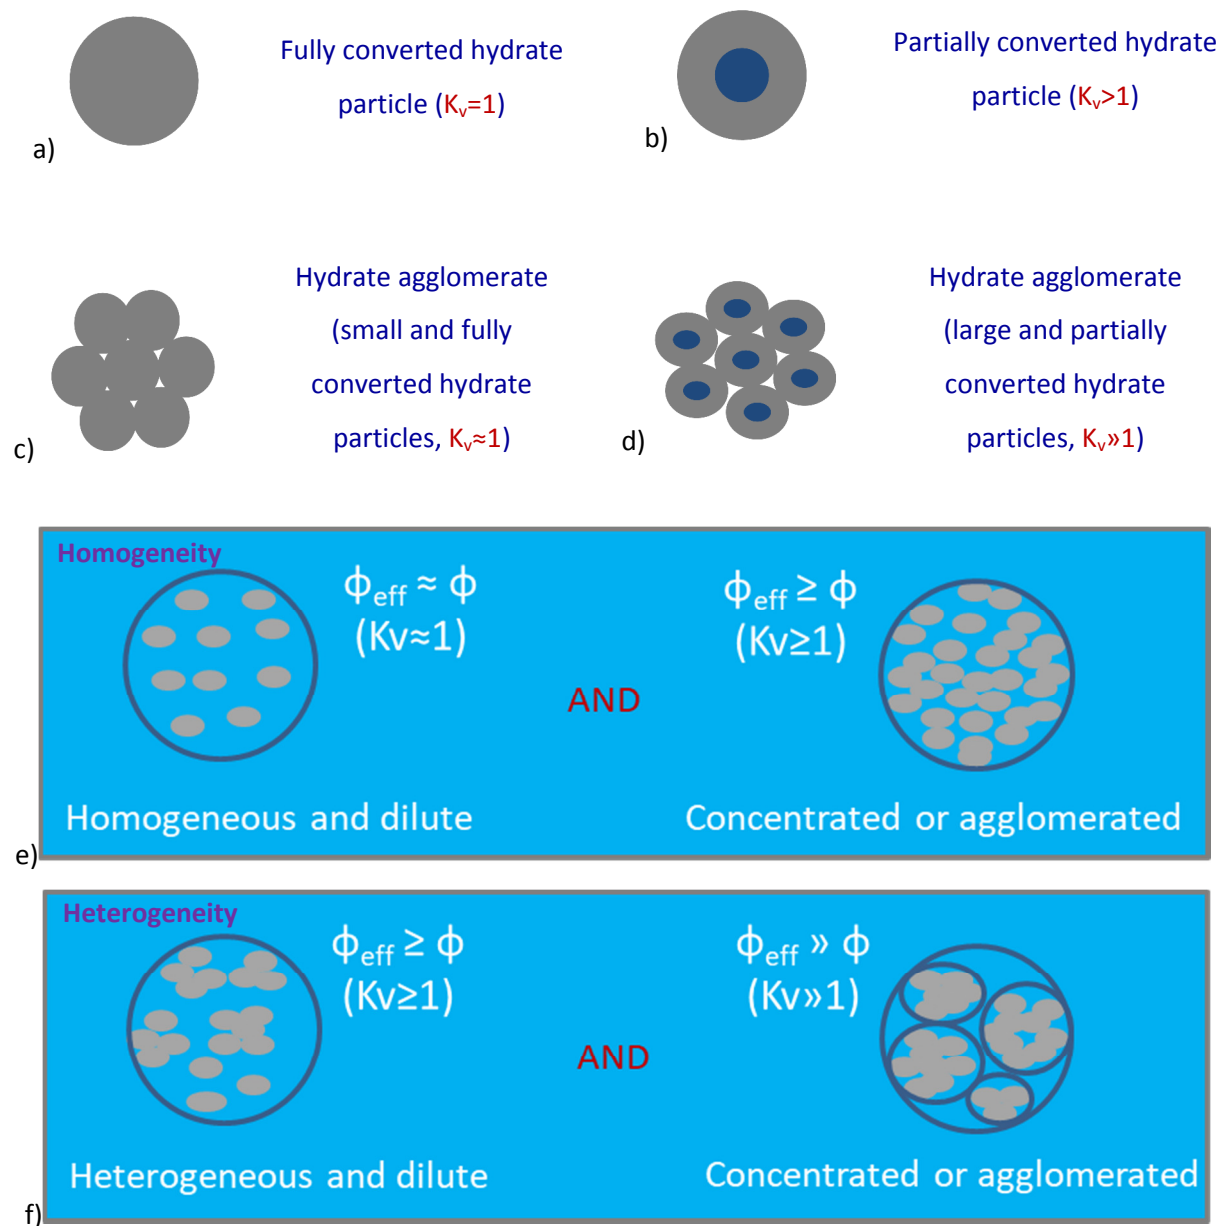 Fully converted hydrate
particle (Kv=1)
a)
Partially converted hydrate
particle (Kv>1)
b)
Hydrate agglomerate
(small and fully
converted hydrate
particles, Kv≈1)
c)
Hydrate agglomerate
(large and partially
converted hydrate
particles, Kv»1)
d)
Homogeneity
ϕeff ≈ ϕ
(Kv≈1)
AND
ϕeff ≥ ϕ
(Kv≥1)
Homogeneous and dilute
Concentrated or agglomerated
e)
Heterogeneity
ϕeff ≥ ϕ
(Kv≥1)
AND
ϕeff » ϕ
(Kv»1)
Heterogeneous and dilute
Concentrated or agglomerated
f)